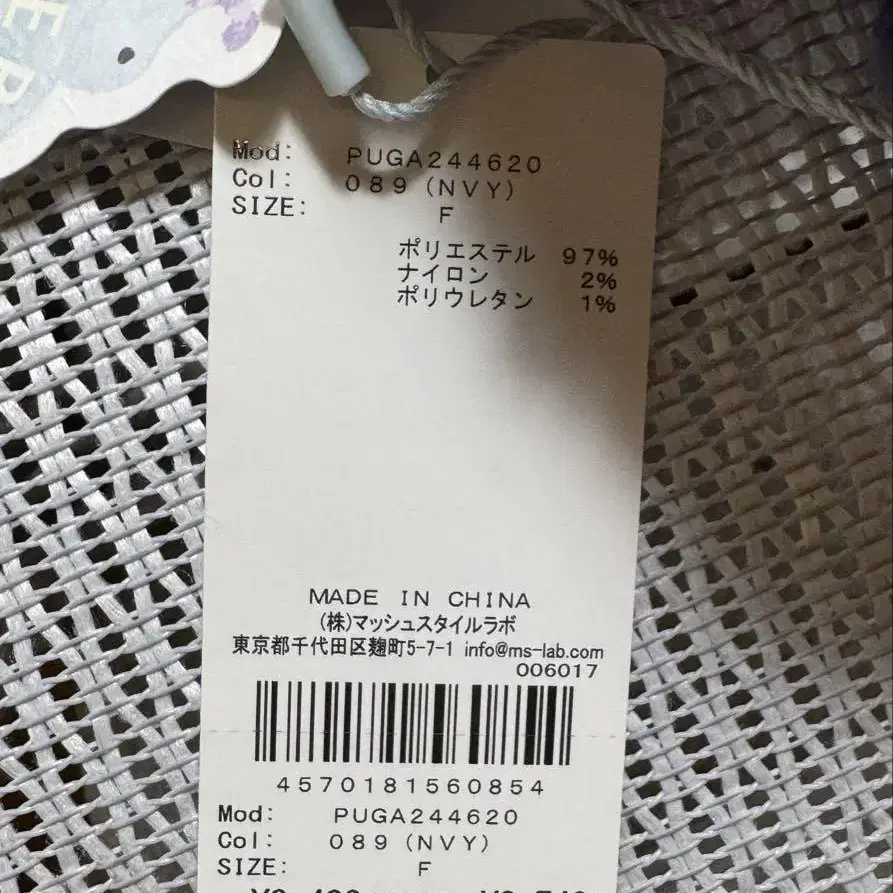 Mod: PUGA244620
Col: 089 (NVY)
SIZE: F
ポリエステル 97%
ナイロン 2%
ポリウレタン 1%
MADE IN CHINA
(株)マッシュスタイルラボ
東京都千代田区麹町5-7-1 info@ms-lab.com
006017
4570181560854
Mod: PUGA244620
Col: 089 (NVY)
SIZE: F